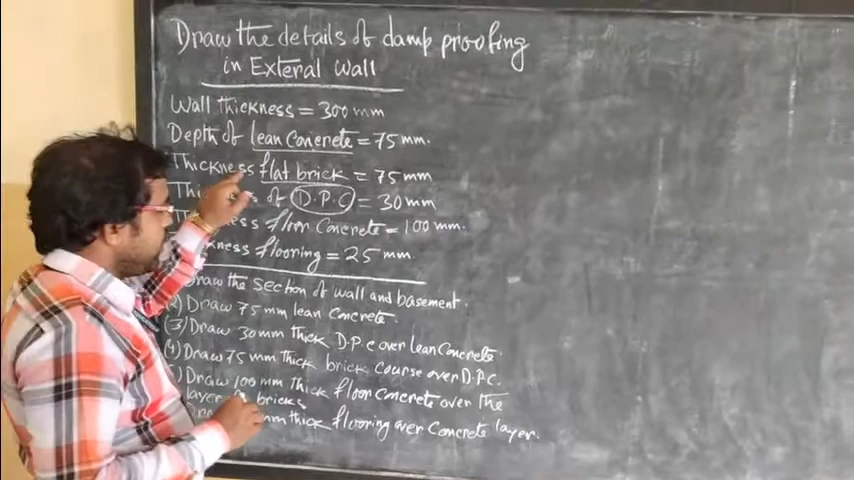 Draw the details of damp proofing
in Exteral wall
Wall thickness = 300 mm
Depth of lean Concrete = 75 mm.
Thickness flat brick = 75 mm
of D.P.C = 30 mm
floor Concrete = 100 mm.
flooring = 25 mm
Draw the Section of wall and basement.
(2) Draw 75 mm lean Concrete.
(3) Draw 30 mm thick D.P.C over lean Concrete.
(4) Draw 75 mm thick brick course over D.P.C.
Draw 100 mm thick floor Concrete over the
layer of bricks
thick flooring over Concrete layer.